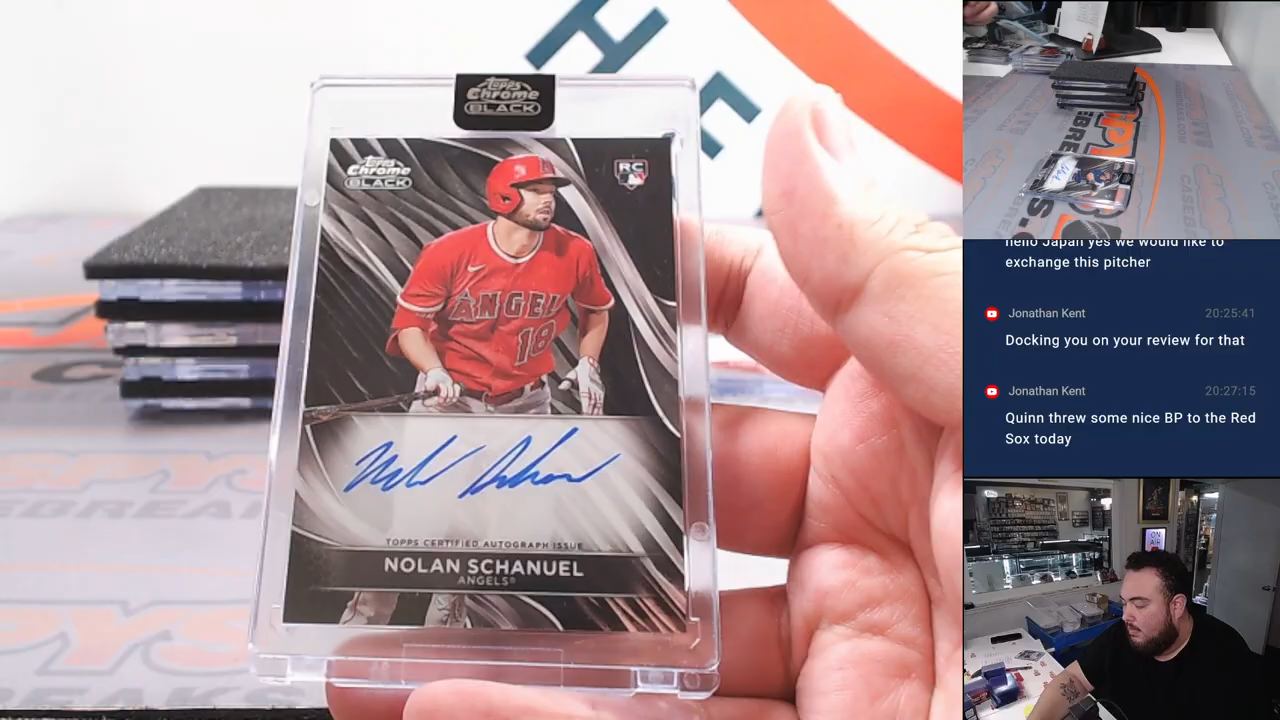 Topps
Chrome
BLACK
Topps
Chrome
BLACK
RC
ANGELS
18
TOPPS CERTIFIED AUTOGRAPH ISSUE
NOLAN SCHANUEL
ANGELS®
hello Japan yes we would like to
exchange this pitcher
Jonathan Kent 20:25:41
Docking you on your review for that
Jonathan Kent 20:27:15
Quinn threw some nice BP to the Red
Sox today
ON
AIR